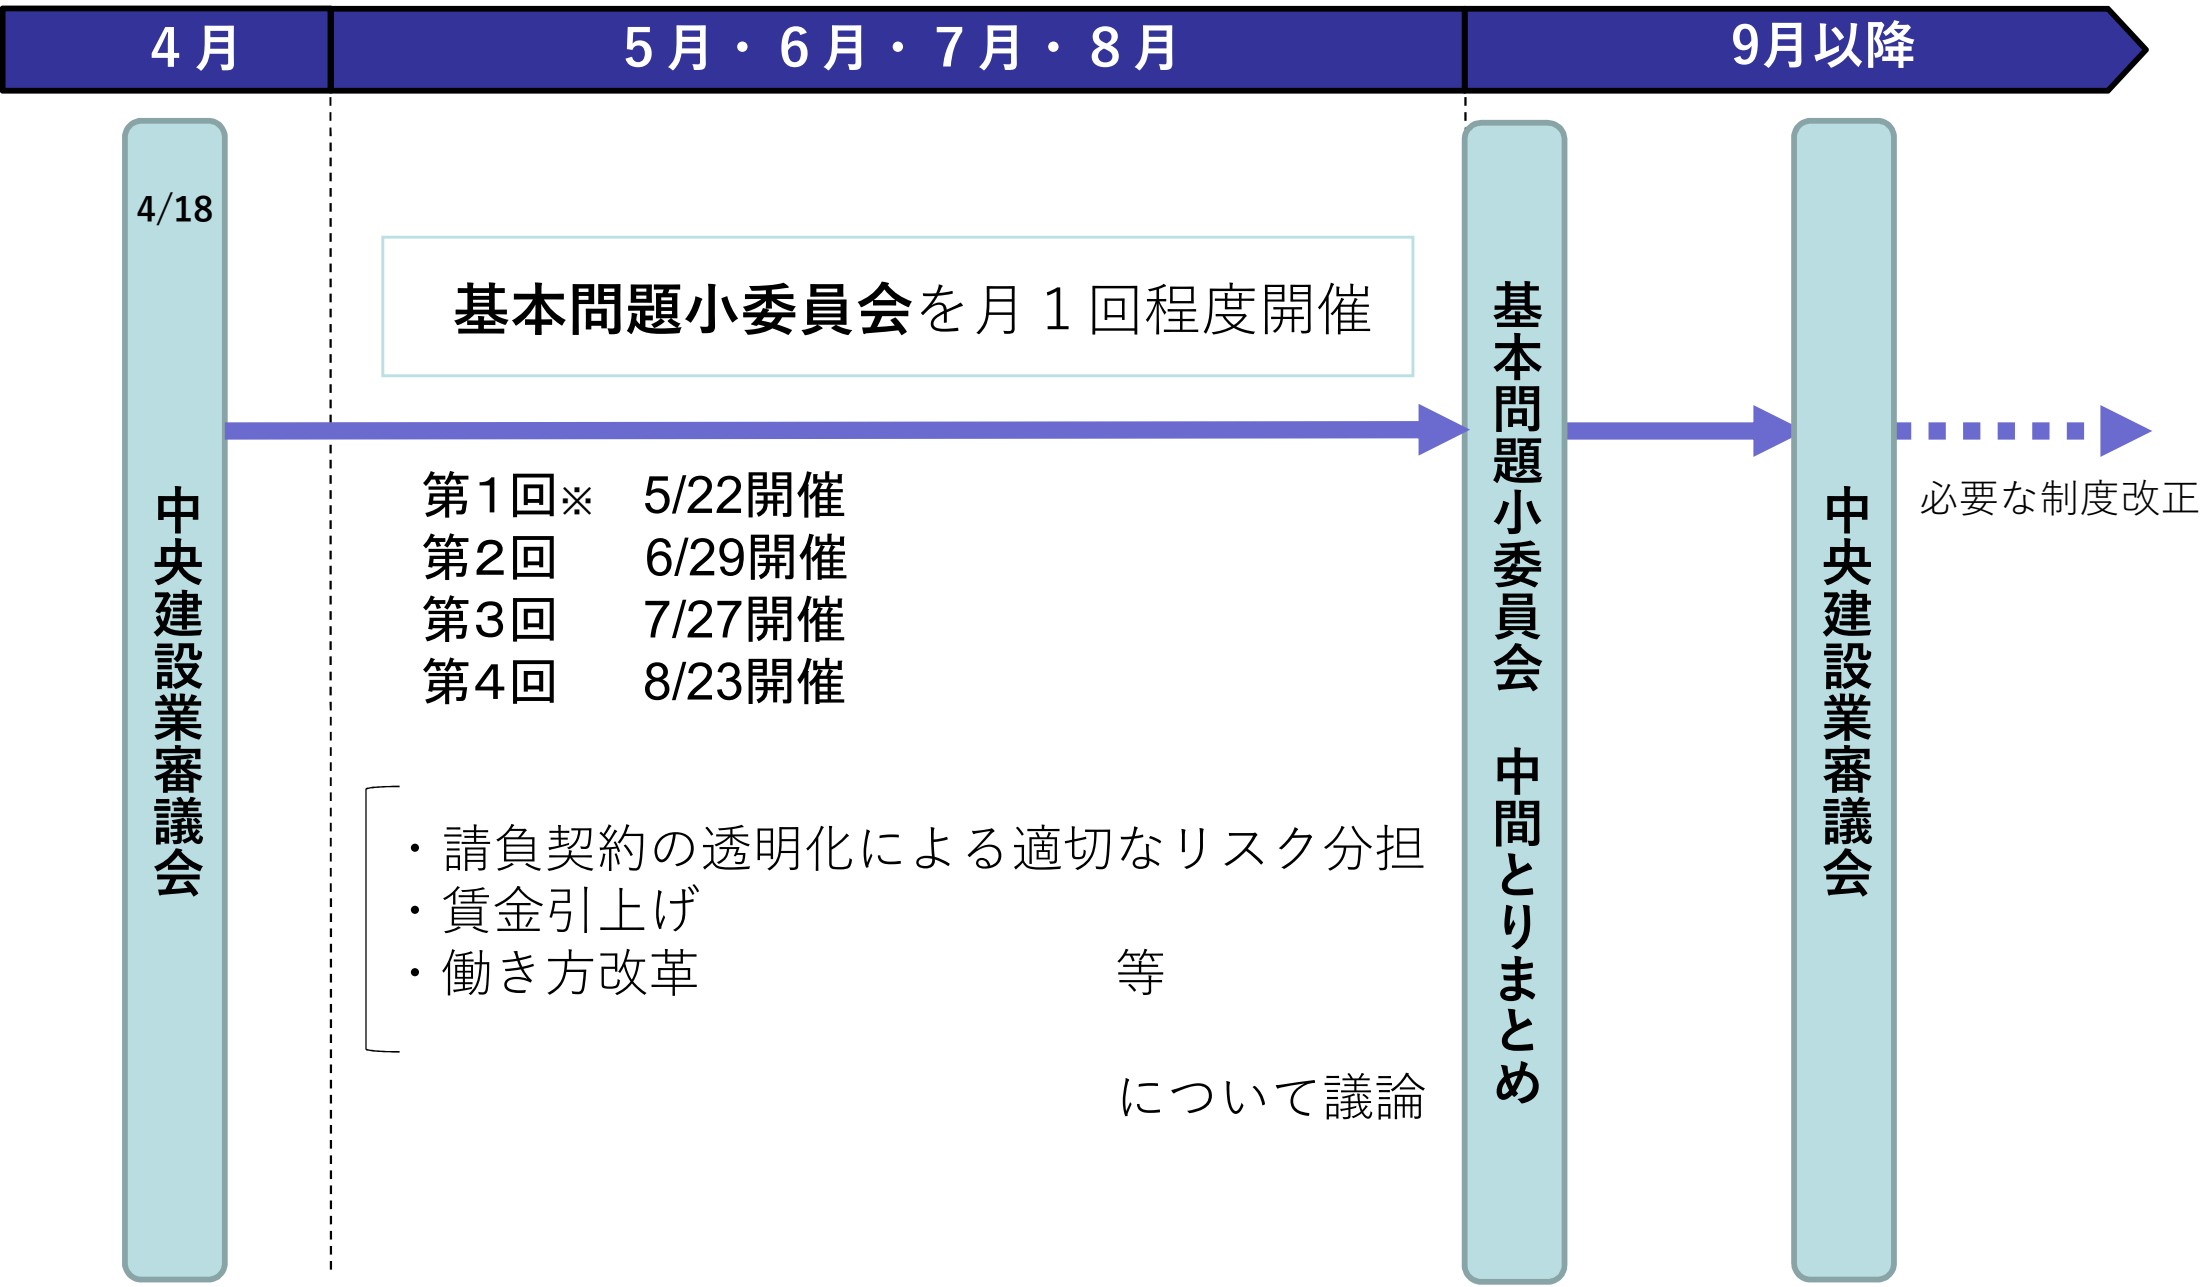 ４月
５月・６月・７月・８月
9月以降
4/18
中央建設業審議会
基本問題小委員会を月１回程度開催
第１回※　5/22開催
第２回　6/29開催
第３回　7/27開催
第４回　8/23開催
・請負契約の透明化による適切なリスク分担
・賃金引上げ
・働き方改革　等
について議論
基本問題小委員会　中間とりまとめ
中央建設業審議会
必要な制度改正